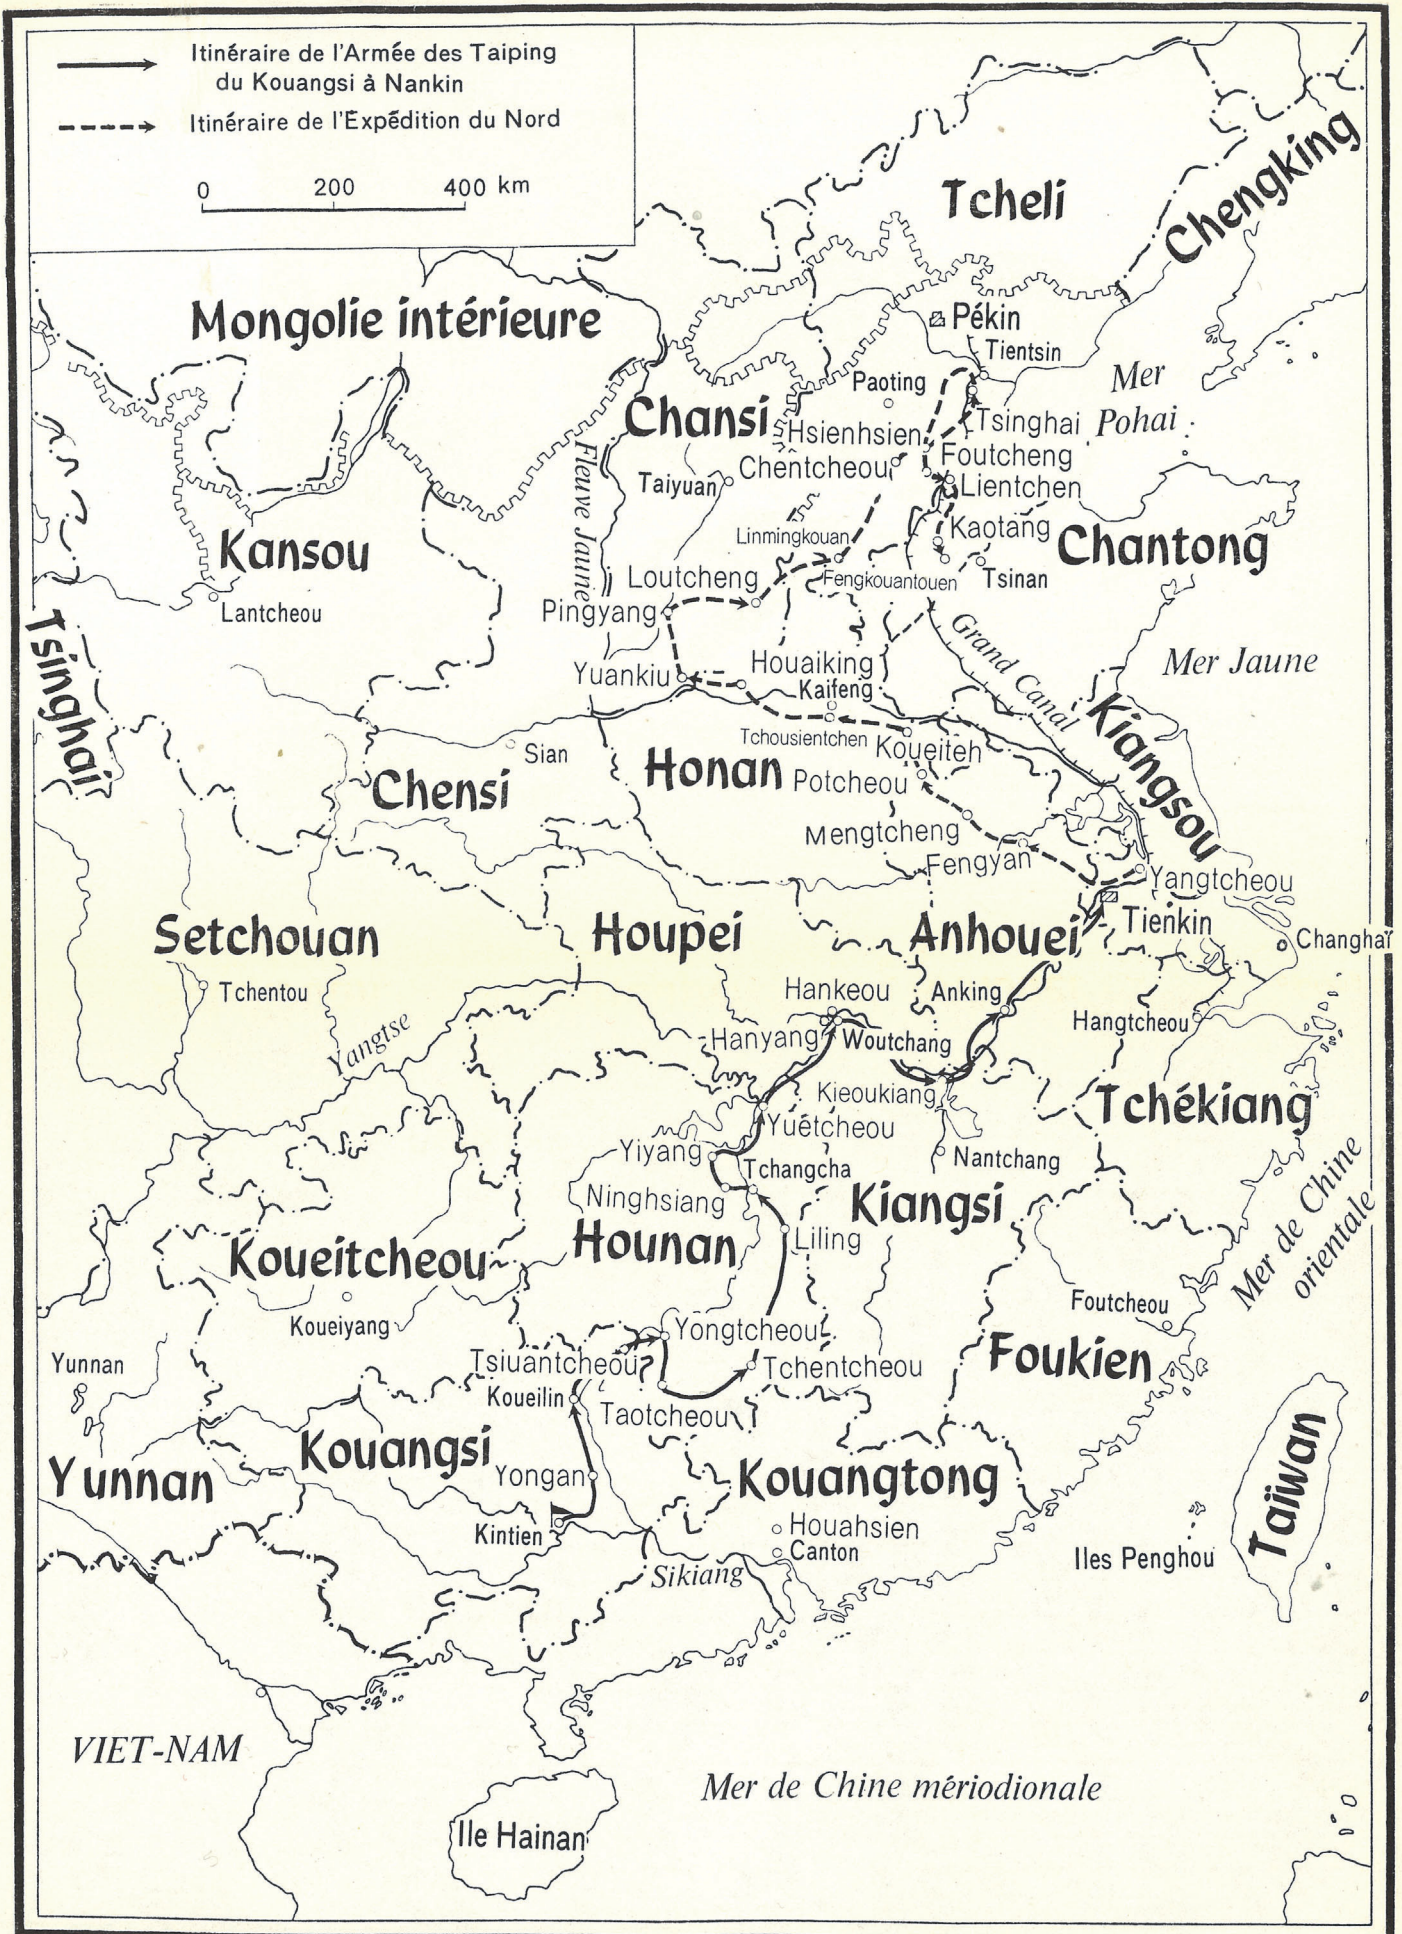 Itinéraire de l'Armée des Taiping
du Kouangsi à Nankin
Itinéraire de l'Expédition du Nord
0 200 400 km
Tcheli
Chengking
Mongolie intérieure
Pékin
Tientsin
Mer
Pohai
Paoting
Chansi
Hsienhsien
Tsinghai
Chentcheou
Foutcheng
Taiyuan
Lientchen
Fleuve Jaune
Linmingkouan
Kaotang
Chantong
Kansou
Loutcheng
Fengkouantouen
Tsinan
Lantcheou
Pingyang
Tsinghai
Grand Canal
Mer Jaune
Yuankiu
Houaiking
Kaifeng
Kiangsou
Tchousientchen
Koueiteh
Sian
Honan
Potcheou
Chensi
Mengtcheng
Fengyan
Yangtcheou
Setchouan
Houpei
Anhouei
Tienkin
Changhaï
Tchentou
Hankeou
Anking
Yangtse
Hanyang
Woutchang
Hangtcheou
Kieoukiang
Tchékiang
Yuétcheou
Yiyang
Tchangcha
Nantchang
Ninghsiang
Kiangsi
Mer de Chine
orientale
Hounan
Liling
Koueitcheou
Foutcheou
Koueiyang
Yongtcheou
Foukien
Yunnan
Tsiuantcheou
Tchentcheou
Koueilin
Taotcheou
Kouangsi
Yongan
Kouangtong
Yunnan
Taïwan
Kintien
Houahsien
Canton
Iles Penghou
Sikiang
VIET-NAM
Mer de Chine mériodionale
Ile Hainan